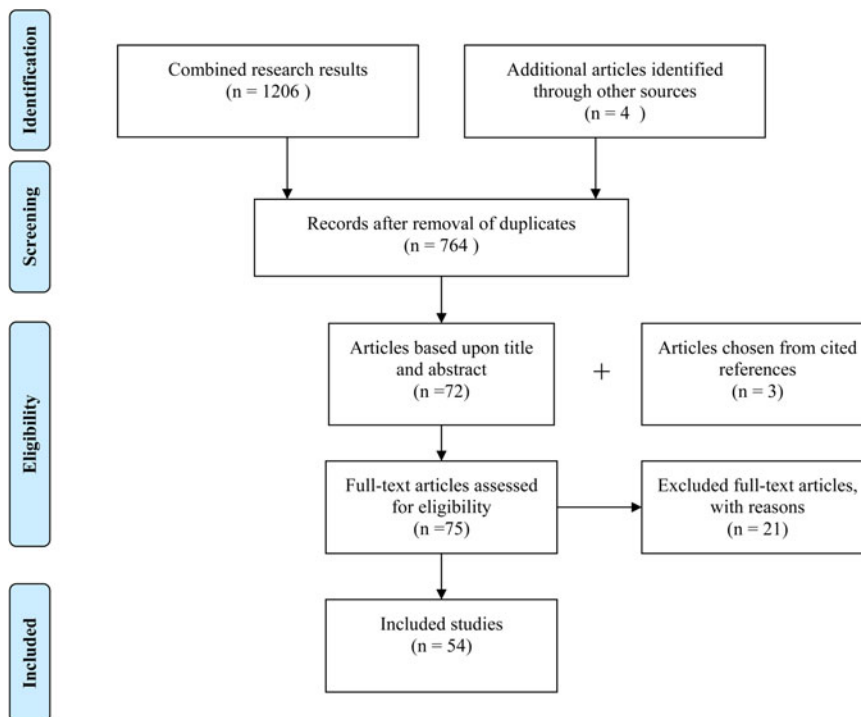 Identification
Combined research results
(n = 1206 )
Additional articles identified
through other sources
(n = 4 )
Screening
Records after removal of duplicates
(n = 764 )
Eligibility
Articles based upon title
and abstract
(n =72)
+
Articles chosen from cited
references
(n = 3)
Full-text articles assessed
for eligibility
(n =75)
Excluded full-text articles,
with reasons
(n = 21)
Included
Included studies
(n = 54)